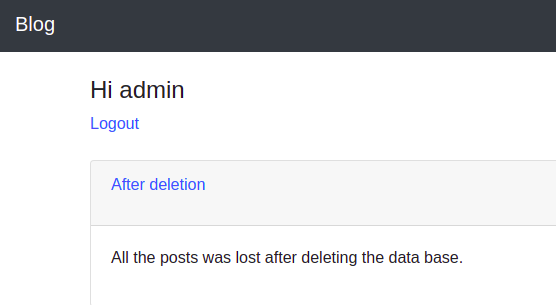 Blog
Hi admin
Logout
After deletion
All the posts was lost after deleting the data base.